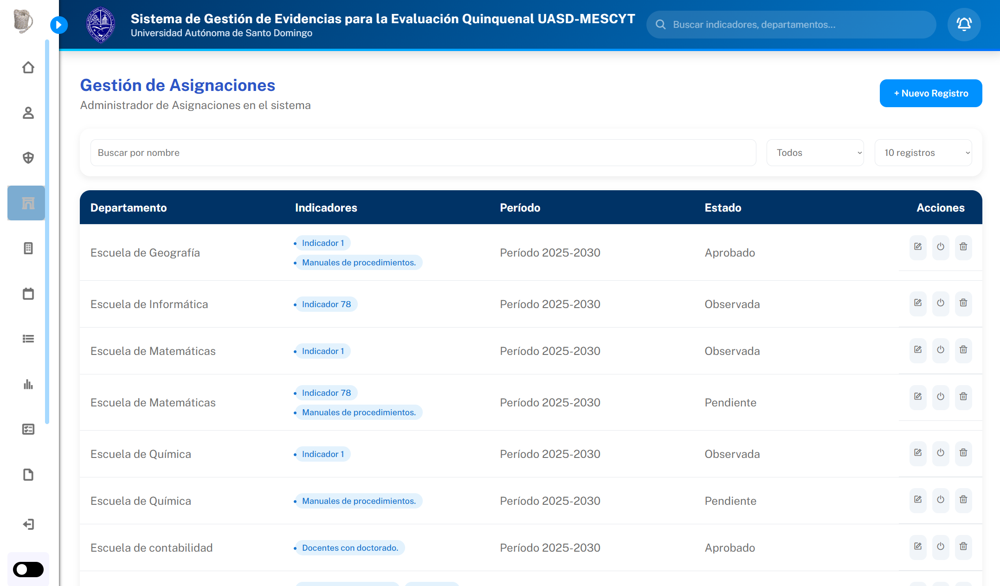 Sistema de Gestión de Evidencias para la Evaluación Quinquenal UASD-MESCYT
Universidad Autónoma de Santo Domingo
Buscar indicadores, departamentos...
Gestión de Asignaciones
Administrador de Asignaciones en el sistema
+ Nuevo Registro
Buscar por nombre
Todos
10 registros
Departamento Indicadores Período Estado Acciones
Escuela de Geografía Indicador 1 Período 2025-2030 Aprobado
Manuales de procedimientos.
Escuela de Informática Indicador 78 Período 2025-2030 Observada
Escuela de Matemáticas Indicador 1 Período 2025-2030 Observada
Escuela de Matemáticas Indicador 78 Período 2025-2030 Pendiente
Manuales de procedimientos.
Escuela de Química Indicador 1 Período 2025-2030 Observada
Escuela de Química Manuales de procedimientos. Período 2025-2030 Pendiente
Escuela de contabilidad Docentes con doctorado. Período 2025-2030 Aprobado